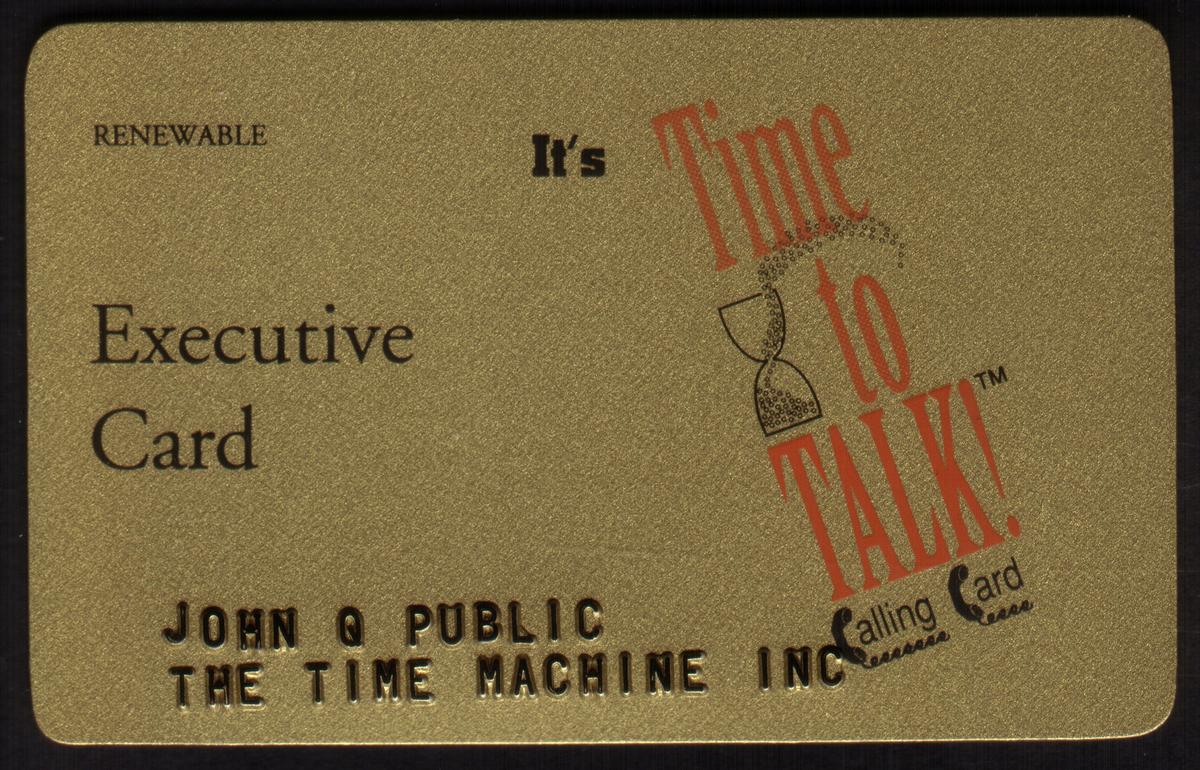 RENEWABLE
It's
Time
to
TALK!™
Calling Card
Executive
Card
JOHN Q PUBLIC
THE TIME MACHINE INC